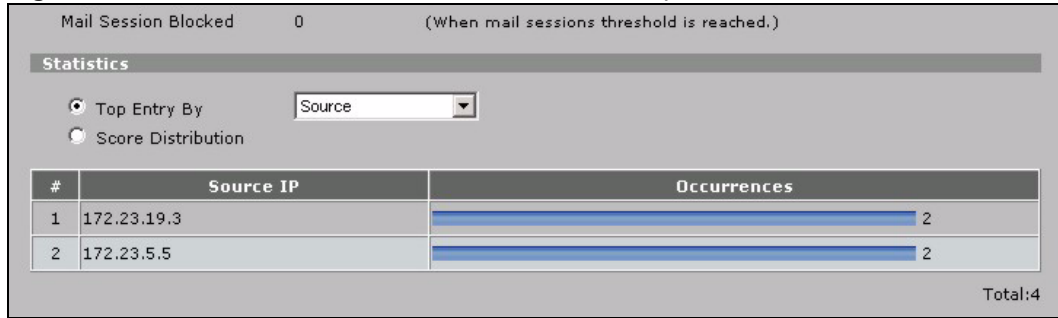 Mail Session Blocked 0 (When mail sessions threshold is reached.)
Statistics
Top Entry By Source
Score Distribution
# Source IP Occurrences
1 172.23.19.3 2
2 172.23.5.5 2
Total:4